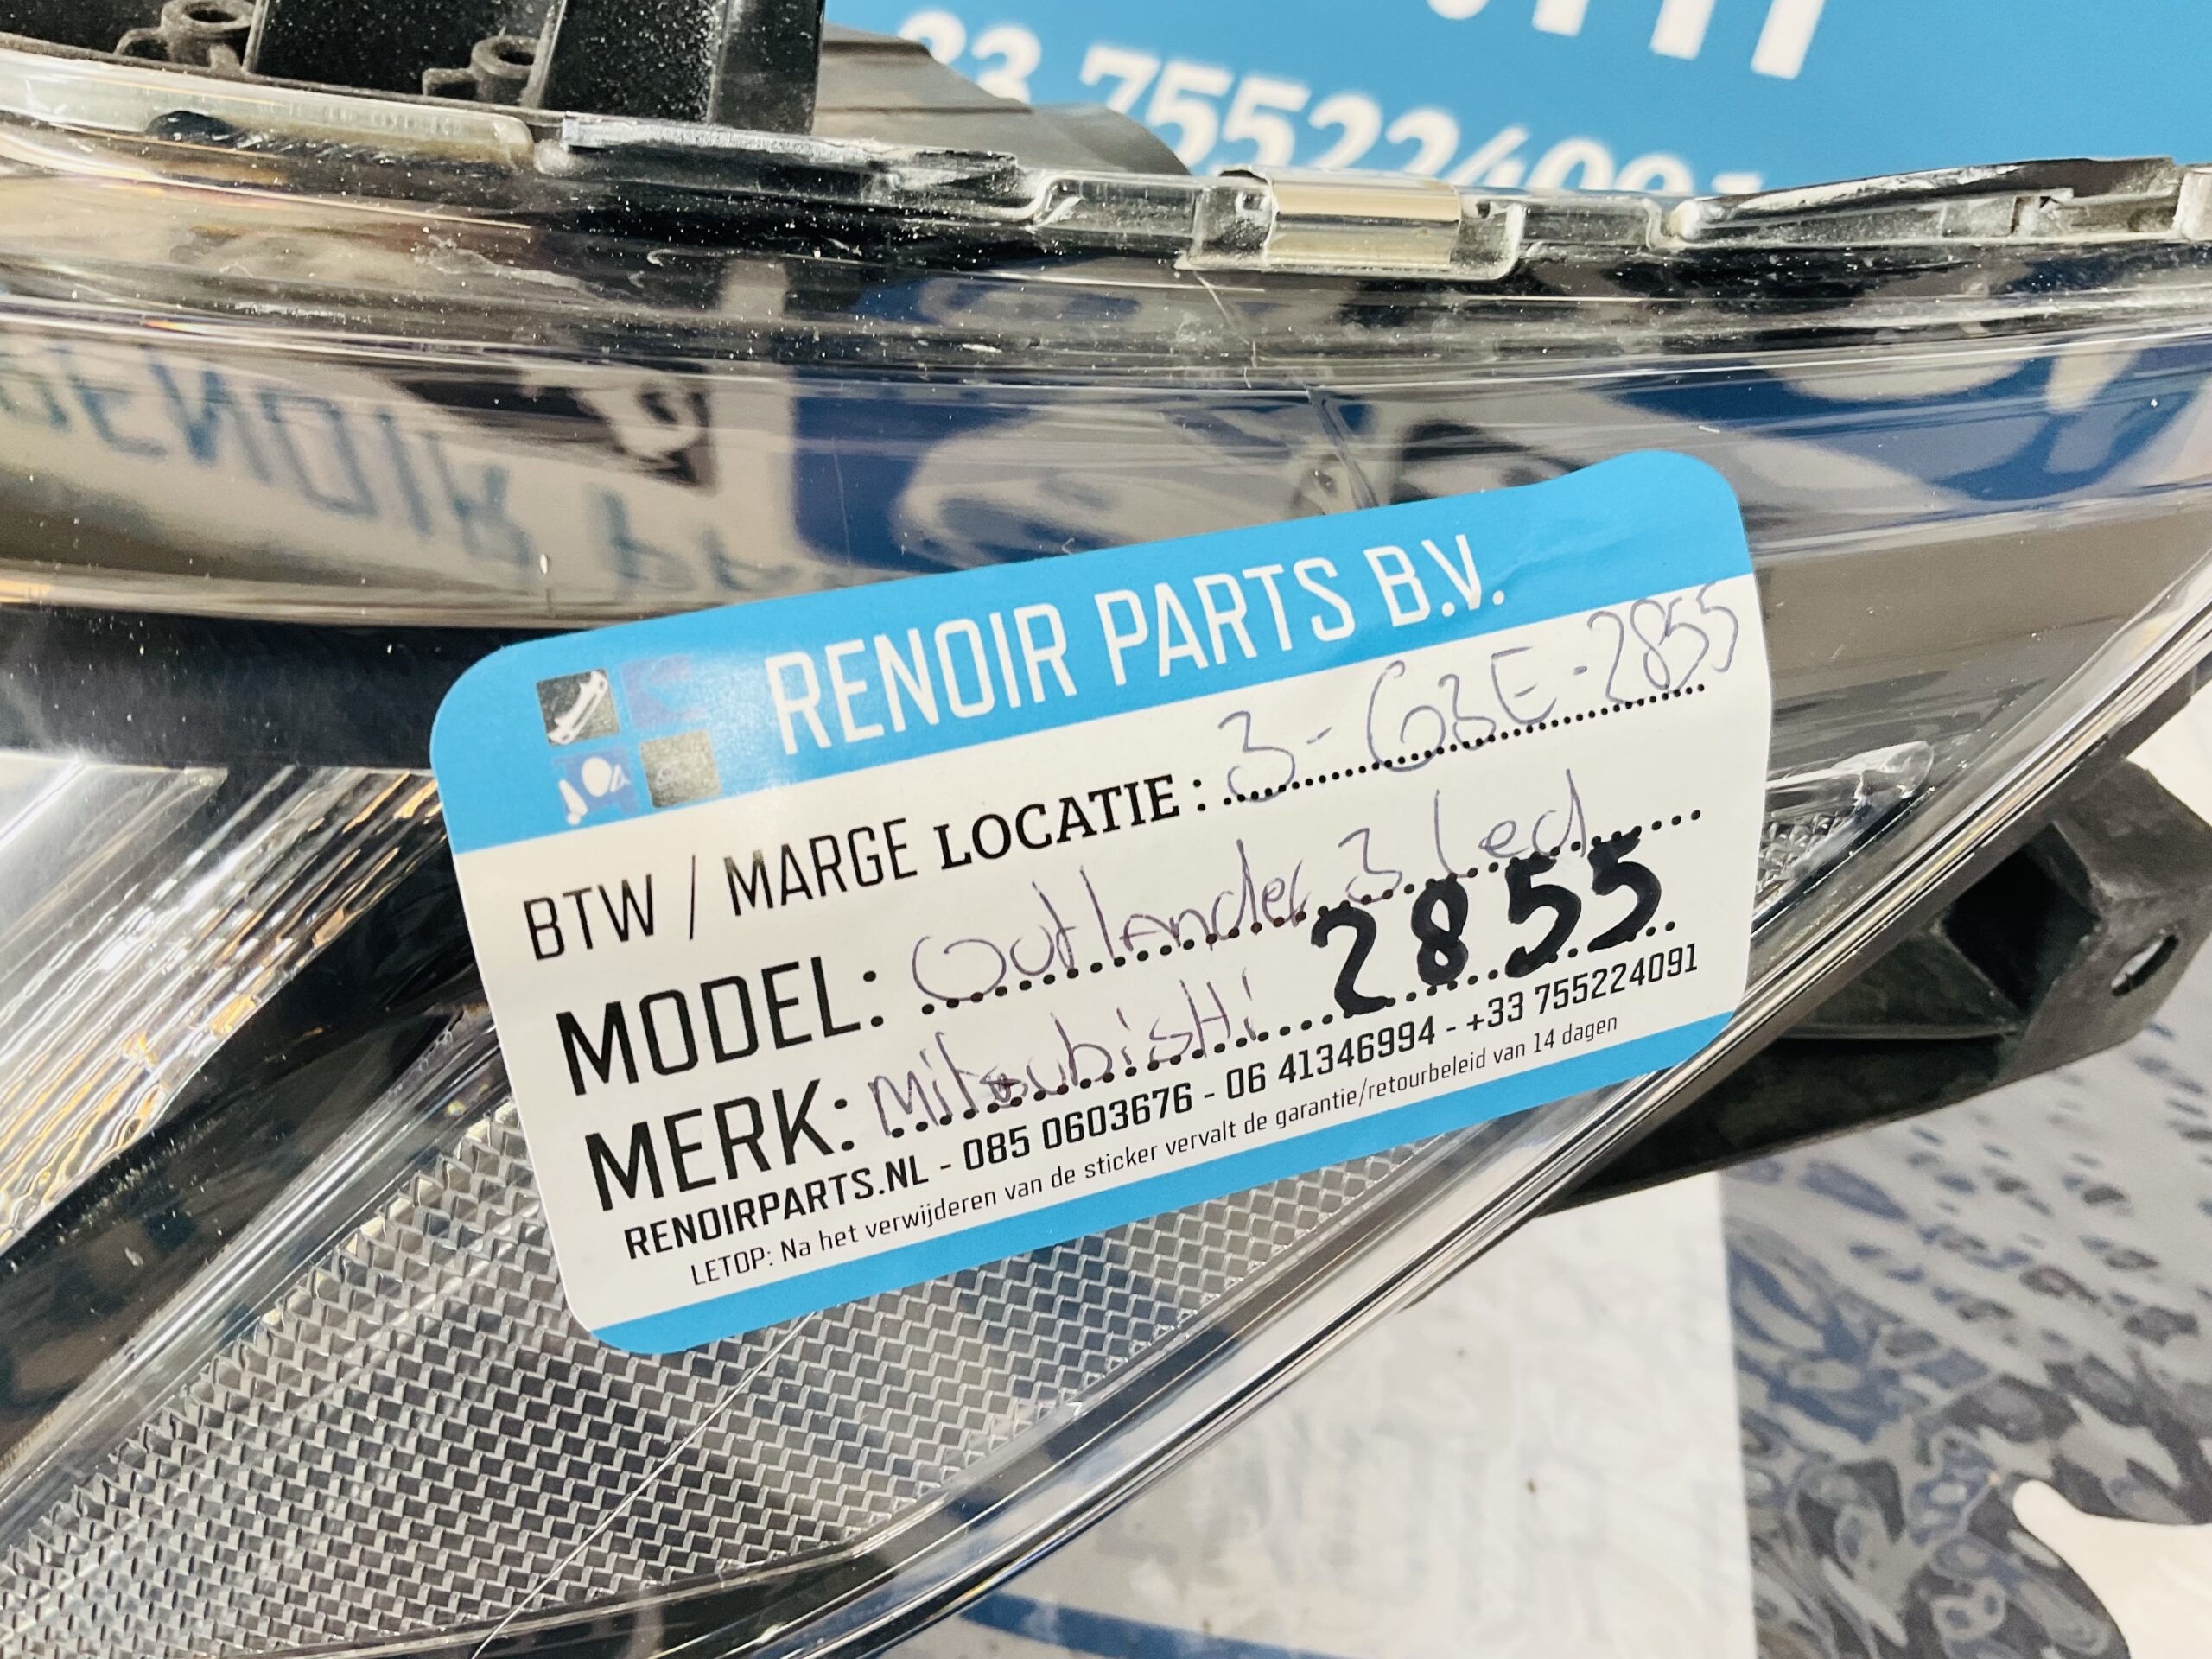 RENOIR PARTS B.V.
BTW / MARGE LOCATIE : 3-G3E-2855
MODEL: Outlander 3 led
MERK: Mitsubishi 2855
RENOIRPARTS.NL - 085 0603676 - 06 41346994 - +33 755224091
LETOP: Na het verwijderen van de sticker vervalt de garantie/retourbeleid van 14 dagen